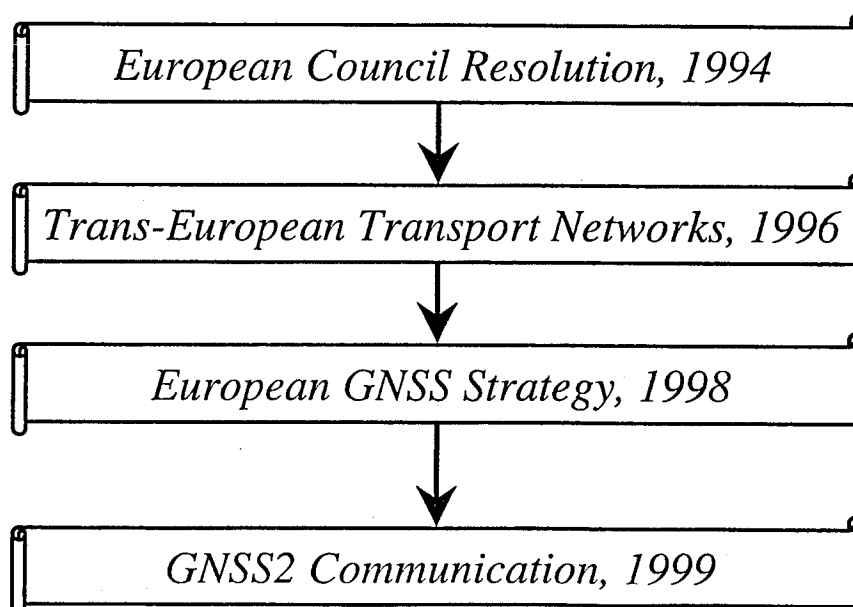 European Council Resolution, 1994
Trans-European Transport Networks, 1996
European GNSS Strategy, 1998
GNSS2 Communication, 1999